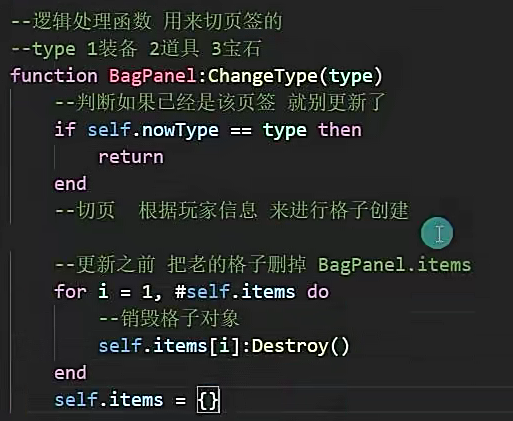 --逻辑处理函数 用来切页签的
--type 1装备 2道具 3宝石
function BagPanel:ChangeType(type)
--判断如果已经是该页签 就别更新了
if self.nowType == type then
return
end
--切页  根据玩家信息 来进行格子创建
--更新之前 把老的格子删掉 BagPanel.items
for i = 1, #self.items do
--销毁格子对象
self.items[i]:Destroy()
end
self.items = {}